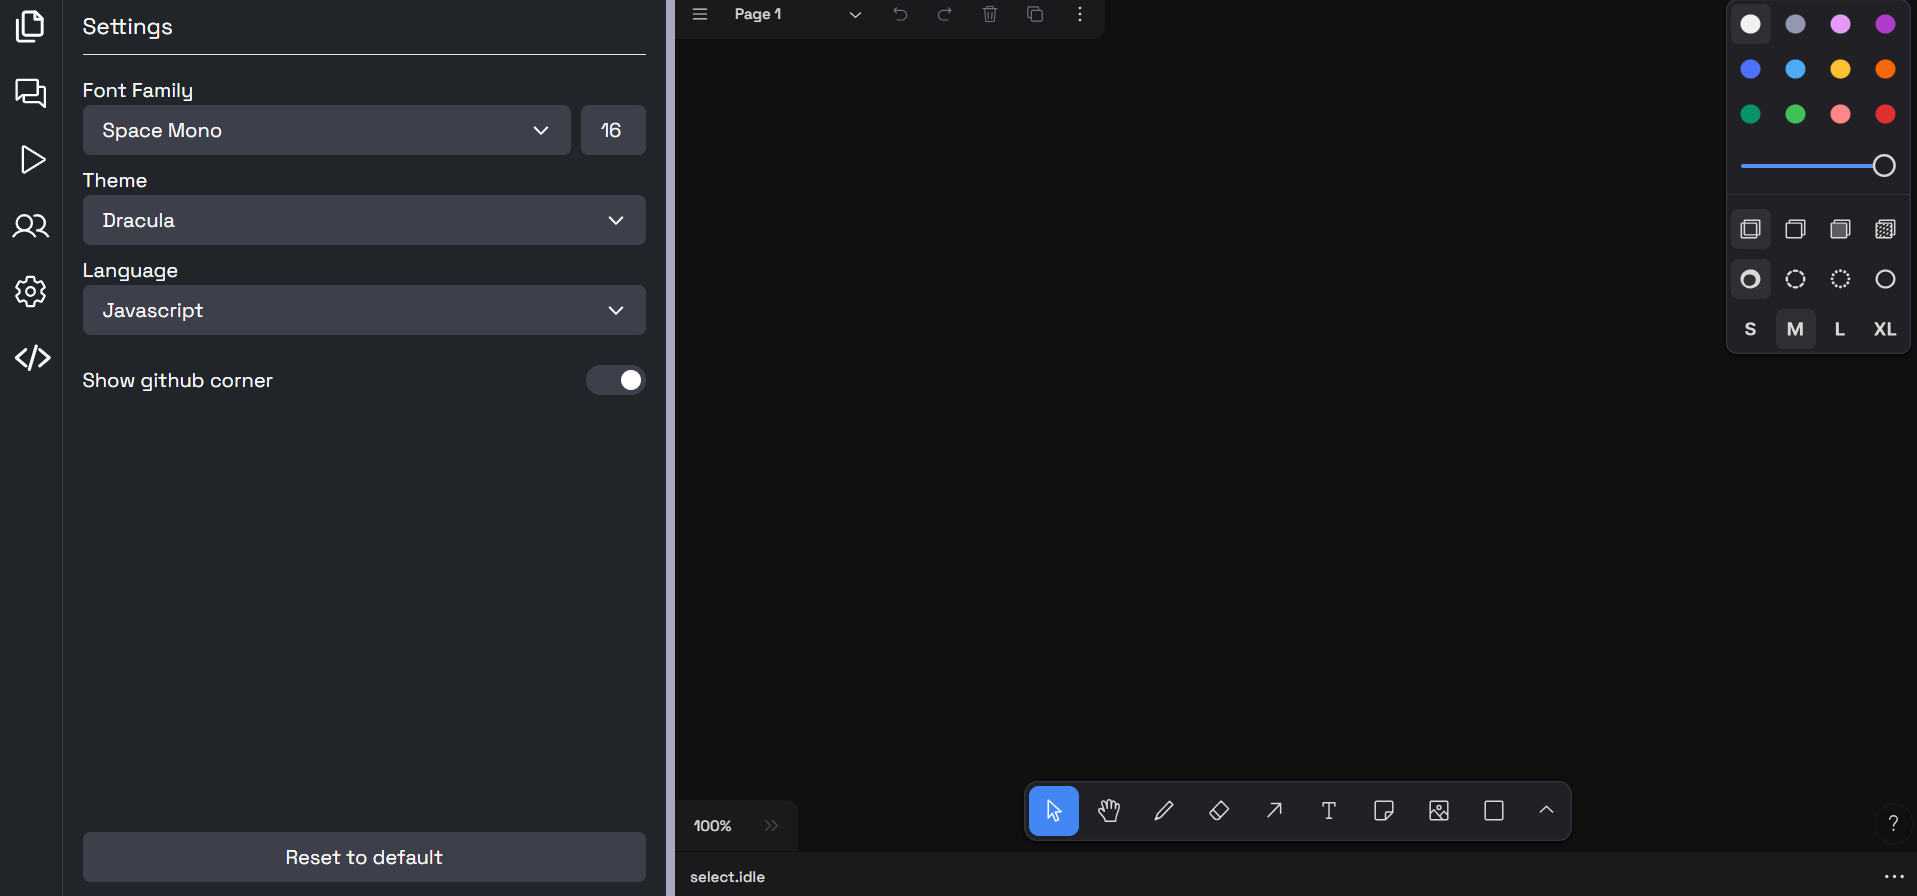 Settings
Font Family
Space Mono
16
Theme
Dracula
Language
Javascript
Show github corner
Reset to default
Page 1
S M L XL
100%
?
select.idle